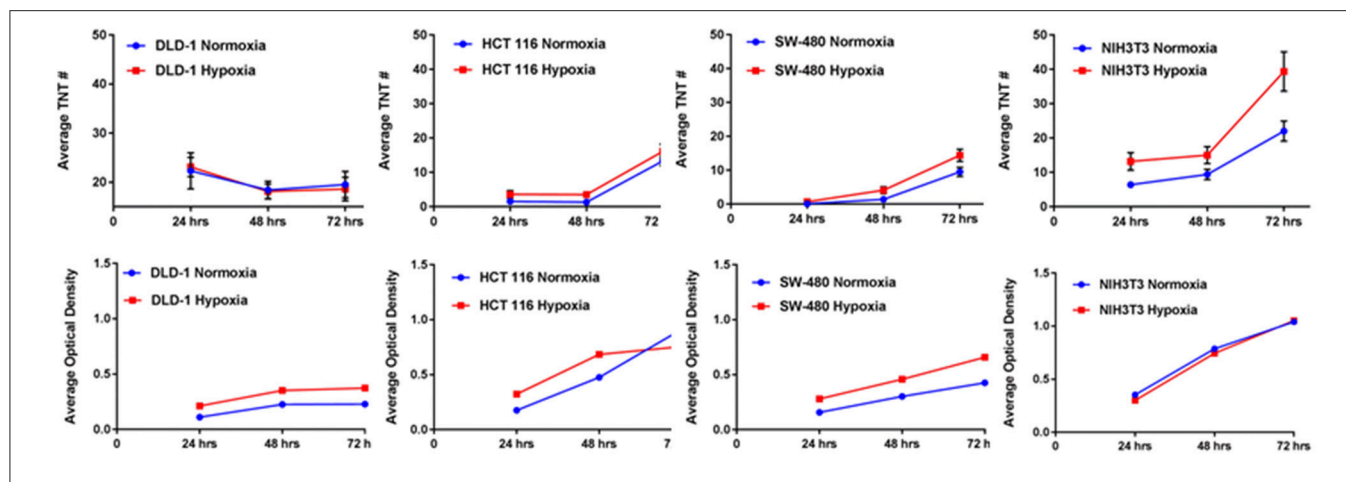 DLD-1 Normoxia
DLD-1 Hypoxia
Average TNT #
50
40
30
20
0
24 hrs
48 hrs
72 hrs
HCT 116 Normoxia
HCT 116 Hypoxia
Average TNT #
50
40
30
20
10
0
0
24 hrs
48 hrs
72
SW-480 Normoxia
SW-480 Hypoxia
Average TNT #
50
40
30
20
10
0
0
24 hrs
48 hrs
72 hrs
NIH3T3 Normoxia
NIH3T3 Hypoxia
Average TNT #
50
40
30
20
10
0
0
24 hrs
48 hrs
72 hrs
DLD-1 Normoxia
DLD-1 Hypoxia
Average Optical Density
1.5
1.0
0.5
0.0
0
24 hrs
48 hrs
72 h
HCT 116 Normoxia
HCT 116 Hypoxia
Average Optical Density
1.5
1.0
0.5
0.0
0
24 hrs
48 hrs
7
SW-480 Normoxia
SW-480 Hypoxia
Average Optical Density
1.5
1.0
0.5
0.0
0
24 hrs
48 hrs
72 h
NIH3T3 Normoxia
NIH3T3 Hypoxia
Average Optical Density
1.5
1.0
0.5
0.0
0
24 hrs
48 hrs
72 hrs